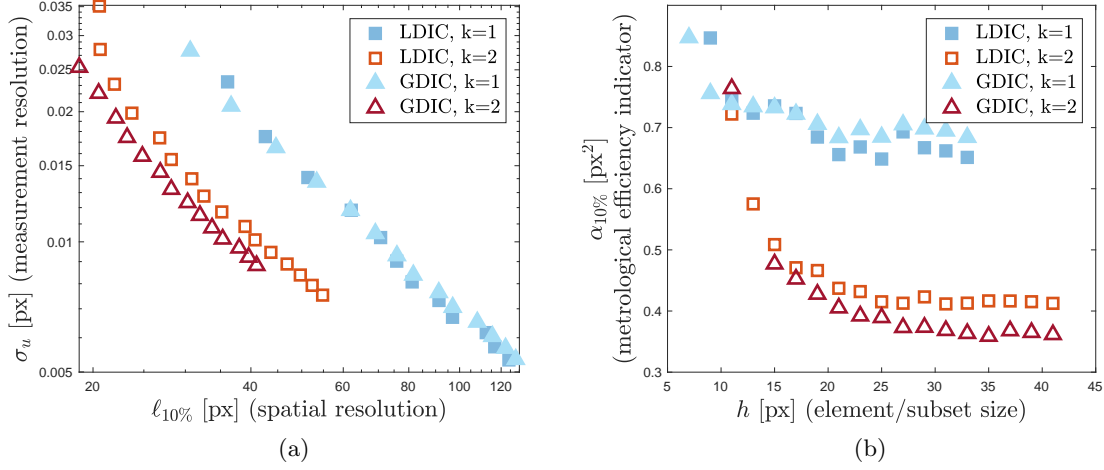 0.035
0.03
0.025
0.02
0.015
0.01
0.005
σu [px] (measurement resolution)
20
40
60
80
100
120
ℓ10% [px] (spatial resolution)
LDIC, k=1
LDIC, k=2
GDIC, k=1
GDIC, k=2
(a)
0.8
0.7
0.6
0.5
0.4
0.3
α10% [px²]
(metrological efficiency indicator)
5
10
15
20
25
30
35
40
45
h [px] (element/subset size)
LDIC, k=1
LDIC, k=2
GDIC, k=1
GDIC, k=2
(b)